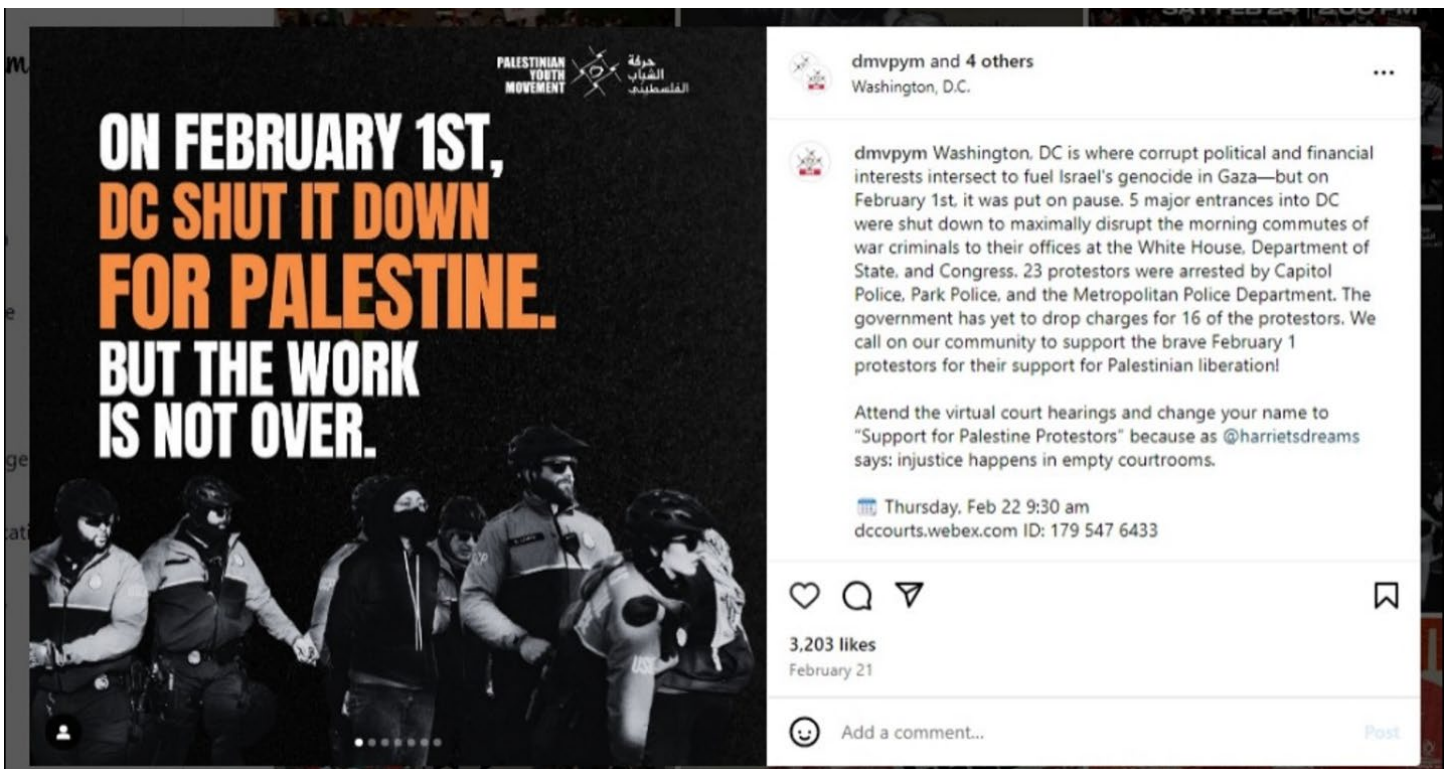 PALESTINIAN
YOUTH
MOVEMENT
حركة
الشباب
الفلسطيني
ON FEBRUARY 1ST,
DC SHUT IT DOWN
FOR PALESTINE.
BUT THE WORK
IS NOT OVER.
dmvpym and 4 others
Washington, D.C.
dmvpym Washington, DC is where corrupt political and financial
interests intersect to fuel Israel's genocide in Gaza—but on
February 1st, it was put on pause. 5 major entrances into DC
were shut down to maximally disrupt the morning commutes of
war criminals to their offices at the White House, Department of
State, and Congress. 23 protestors were arrested by Capitol
Police, Park Police, and the Metropolitan Police Department. The
government has yet to drop charges for 16 of the protestors. We
call on our community to support the brave February 1
protestors for their support for Palestinian liberation!
Attend the virtual court hearings and change your name to
“Support for Palestine Protestors” because as @harrietsdreams
says: injustice happens in empty courtrooms.
Thursday, Feb 22 9:30 am
dccourts.webex.com ID: 179 547 6433
3,203 likes
February 21
Add a comment...
Post